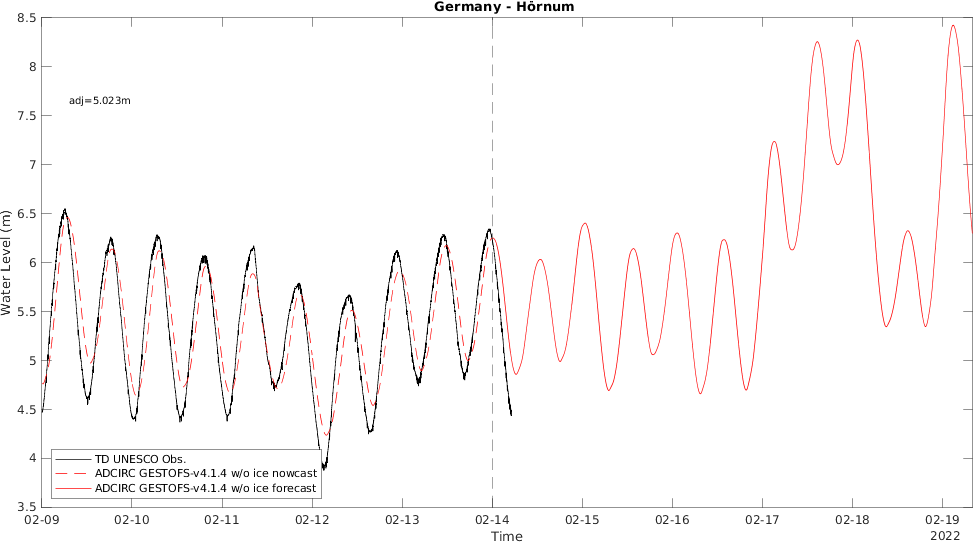 Germany - Hörnum
8.5
8
7.5
7
6.5
6
5.5
5
4.5
4
3.5
Water Level (m)
adj=5.023m
TD UNESCO Obs.
ADCIRC GESTOFS-v4.1.4 w/o ice nowcast
ADCIRC GESTOFS-v4.1.4 w/o ice forecast
02-09 02-10 02-11 02-12 02-13 02-14 02-15 02-16 02-17 02-18 02-19
2022
Time